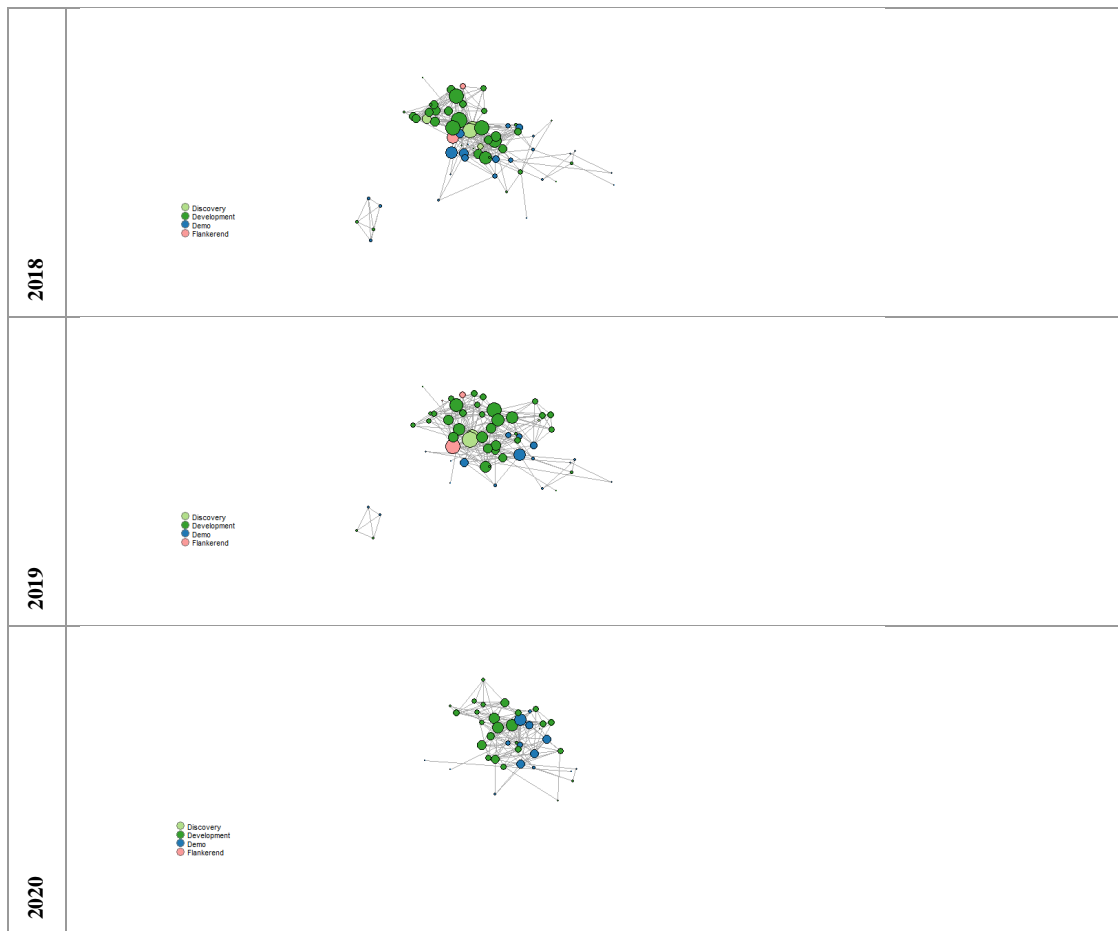 Discovery
Development
Demo
Flankerend
2018
Discovery
Development
Demo
Flankerend
2019
Discovery
Development
Demo
Flankerend
2020